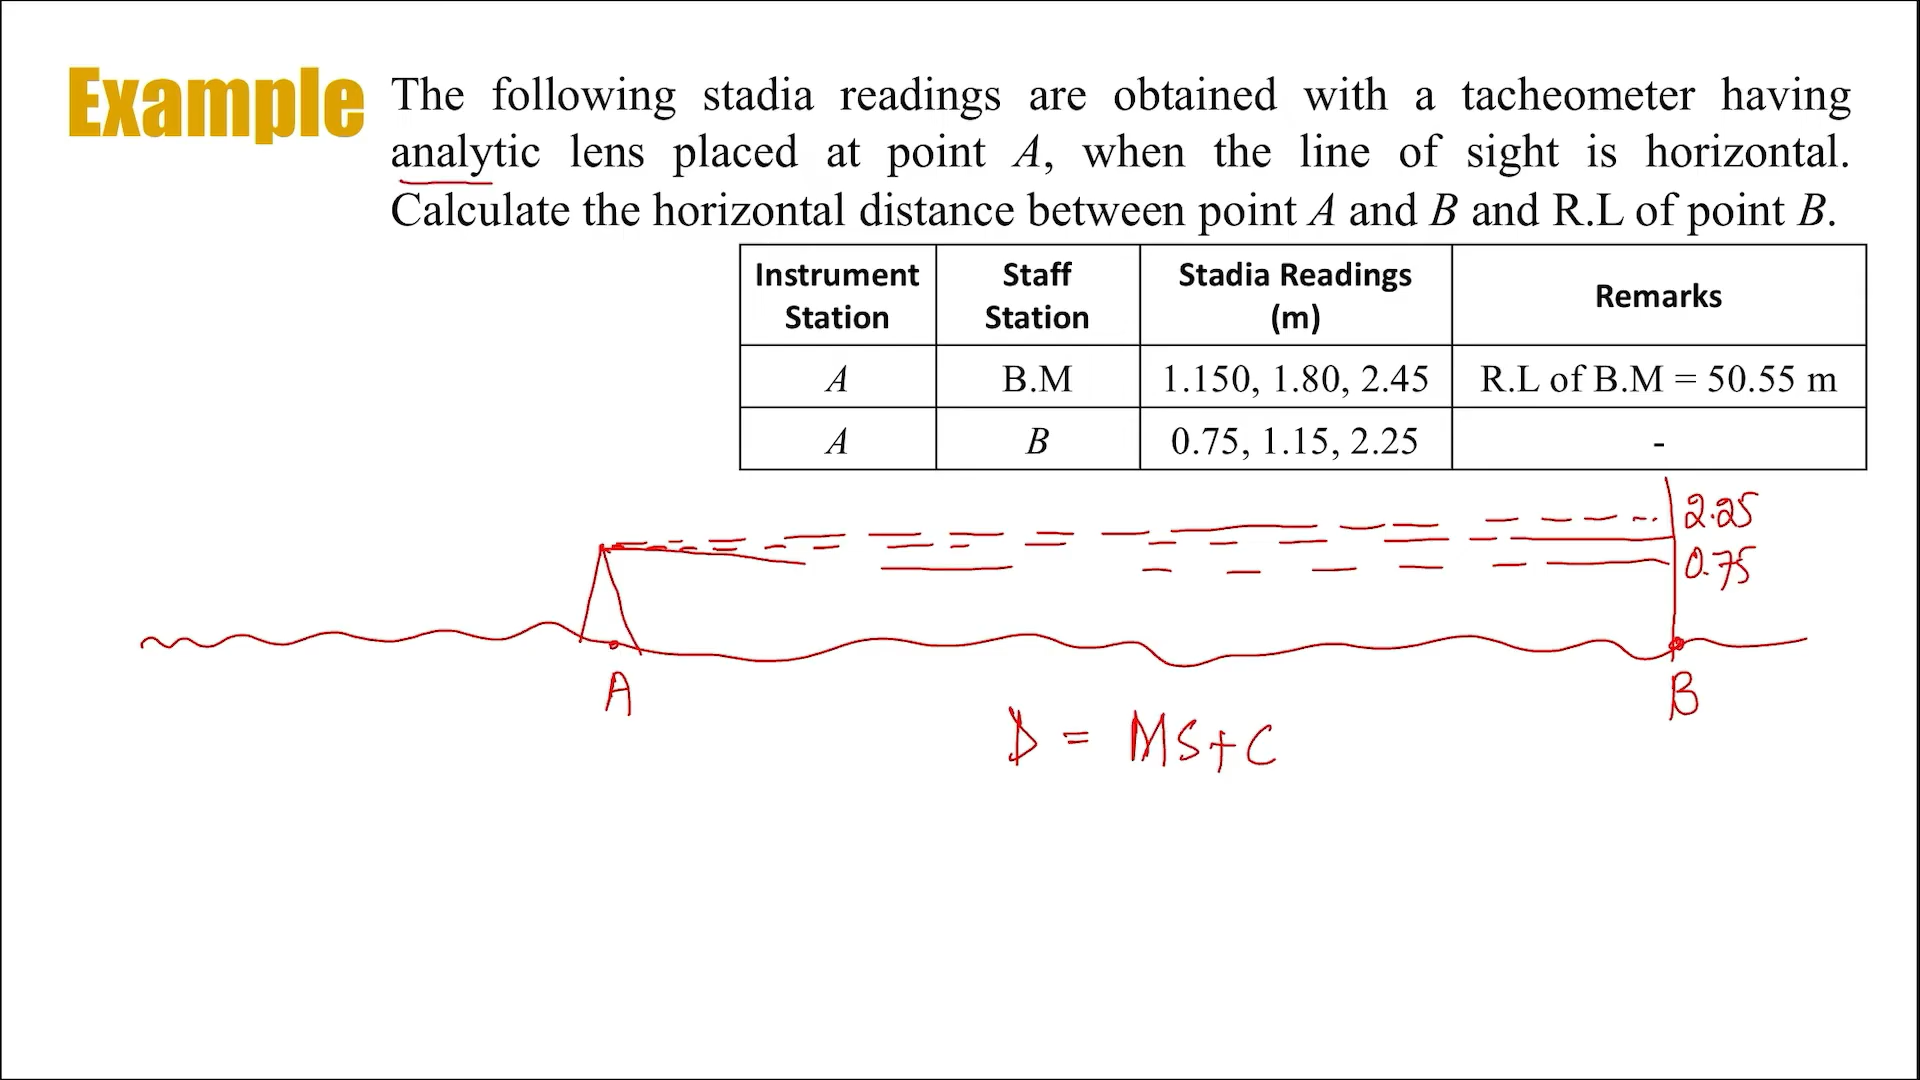 Example
The following stadia readings are obtained with a tacheometer having
analytic lens placed at point A, when the line of sight is horizontal.
Calculate the horizontal distance between point A and B and R.L of point B.
Instrument Station | Staff Station | Stadia Readings (m) | Remarks
A | B.M | 1.150, 1.80, 2.45 | R.L of B.M = 50.55 m
A | B | 0.75, 1.15, 2.25 | -
2.25
0.75
A
B
D = MS+C